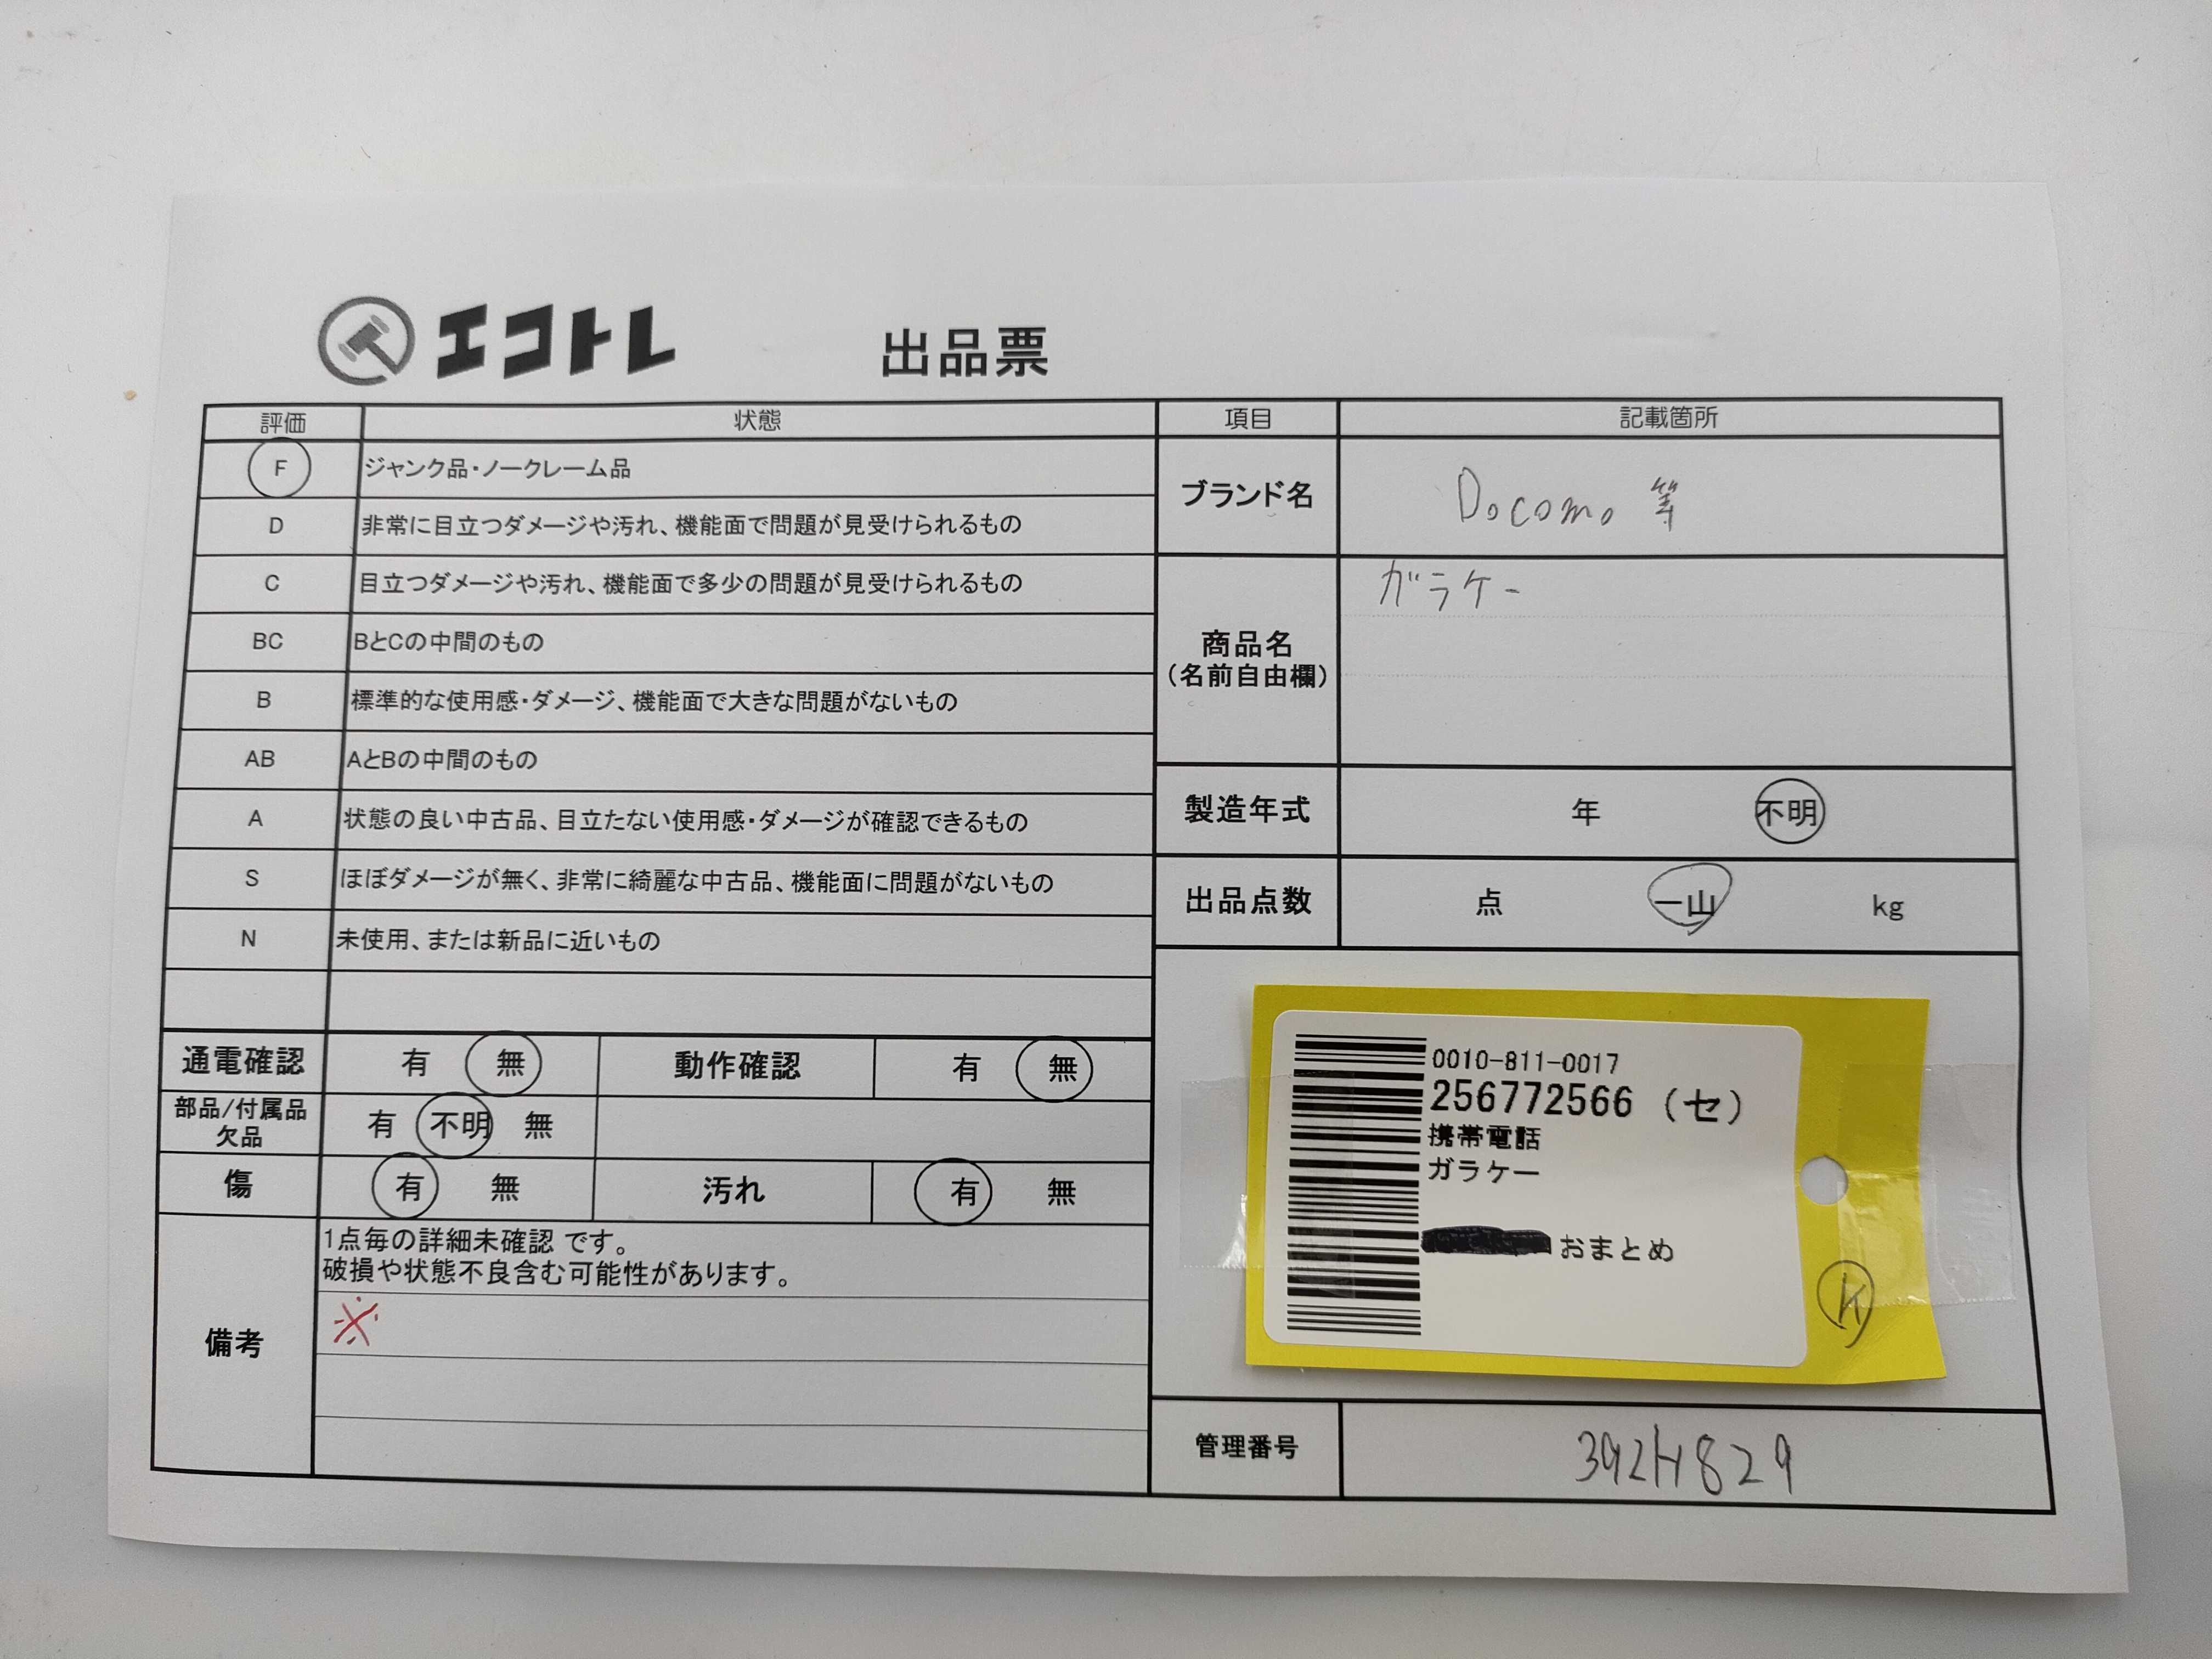 エコトレ
出品票
評価 状態
F ジャンク品・ノークレーム品
D 非常に目立つダメージや汚れ、機能面で問題が見受けられるもの
C 目立つダメージや汚れ、機能面で多少の問題が見受けられるもの
BC BとCの中間のもの
B 標準的な使用感・ダメージ、機能面で大きな問題がないもの
AB AとBの中間のもの
A 状態の良い中古品、目立たない使用感・ダメージが確認できるもの
S ほぼダメージが無く、非常に綺麗な中古品、機能面に問題がないもの
N 未使用、または新品に近いもの
通電確認 有 無 動作確認 有 無
部品/付属品
欠品 有 不明 無
傷 有 無 汚れ 有 無
備考
1点毎の詳細未確認 です。
破損や状態不良含む可能性があります。
※
項目 記載箇所
ブランド名 Docomo 等
商品名
(名前自由欄)
ガラケー
製造年式 年 不明
出品点数 点 一山 kg
0010-811-0017
256772566 (セ)
携帯電話
ガラケー
おまとめ
K
管理番号 392H829